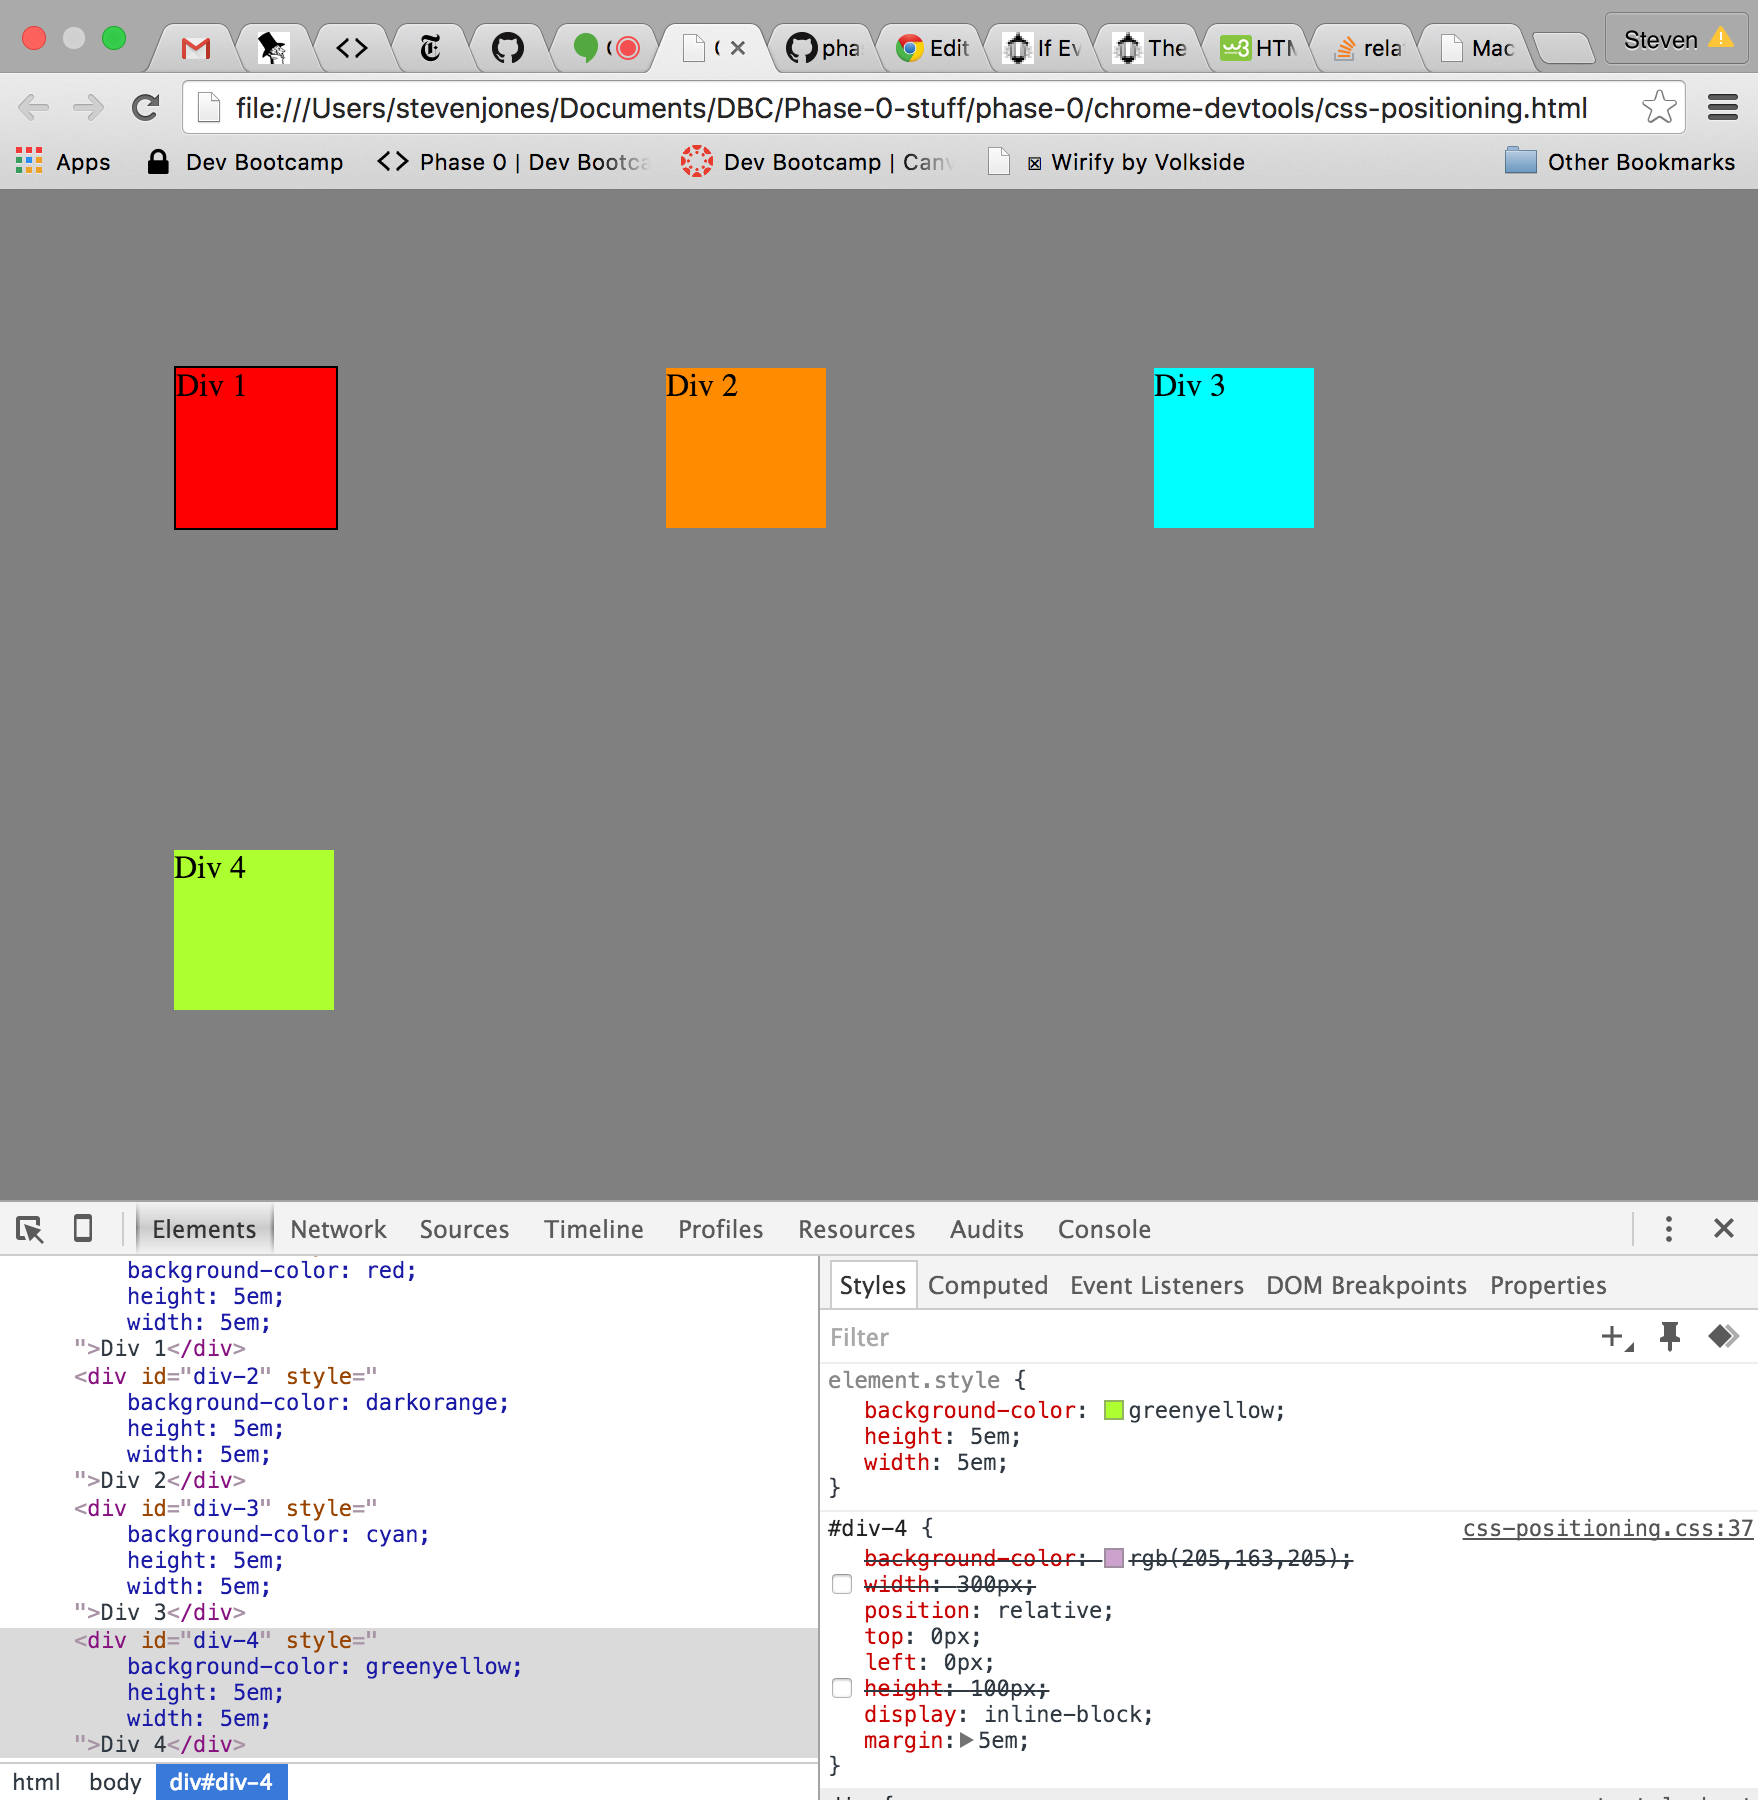 pha Edit If Ev The HTM rela Mac Steven
file:///Users/stevenjones/Documents/DBC/Phase-0-stuff/phase-0/chrome-devtools/css-positioning.html
Apps Dev Bootcamp <> Phase 0 | Dev Bootca Dev Bootcamp | Canv Wirify by Volkside Other Bookmarks
Div 1 Div 2 Div 3
Div 4
Elements Network Sources Timeline Profiles Resources Audits Console
background-color: red;
height: 5em;
width: 5em;
">Div 1</div>
<div id="div-2" style="
background-color: darkorange;
height: 5em;
width: 5em;
">Div 2</div>
<div id="div-3" style="
background-color: cyan;
height: 5em;
width: 5em;
">Div 3</div>
<div id="div-4" style="
background-color: greenyellow;
height: 5em;
width: 5em;
">Div 4</div>
html body div#div-4
Styles Computed Event Listeners DOM Breakpoints Properties
Filter
element.style {
background-color: greenyellow;
height: 5em;
width: 5em;
}
#div-4 { css-positioning.css:37
background-color: rgb(205,163,205);
width: 300px;
position: relative;
top: 0px;
left: 0px;
height: 100px;
display: inline-block;
margin: 5em;
}